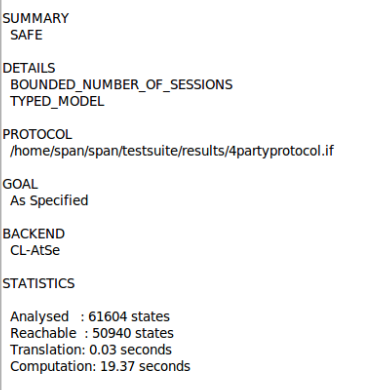 SUMMARY
SAFE
DETAILS
BOUNDED_NUMBER_OF_SESSIONS
TYPED_MODEL
PROTOCOL
/home/span/span/testsuite/results/4partyprotocol.if
GOAL
As Specified
BACKEND
CL-AtSe
STATISTICS
Analysed : 61604 states
Reachable : 50940 states
Translation: 0.03 seconds
Computation: 19.37 seconds